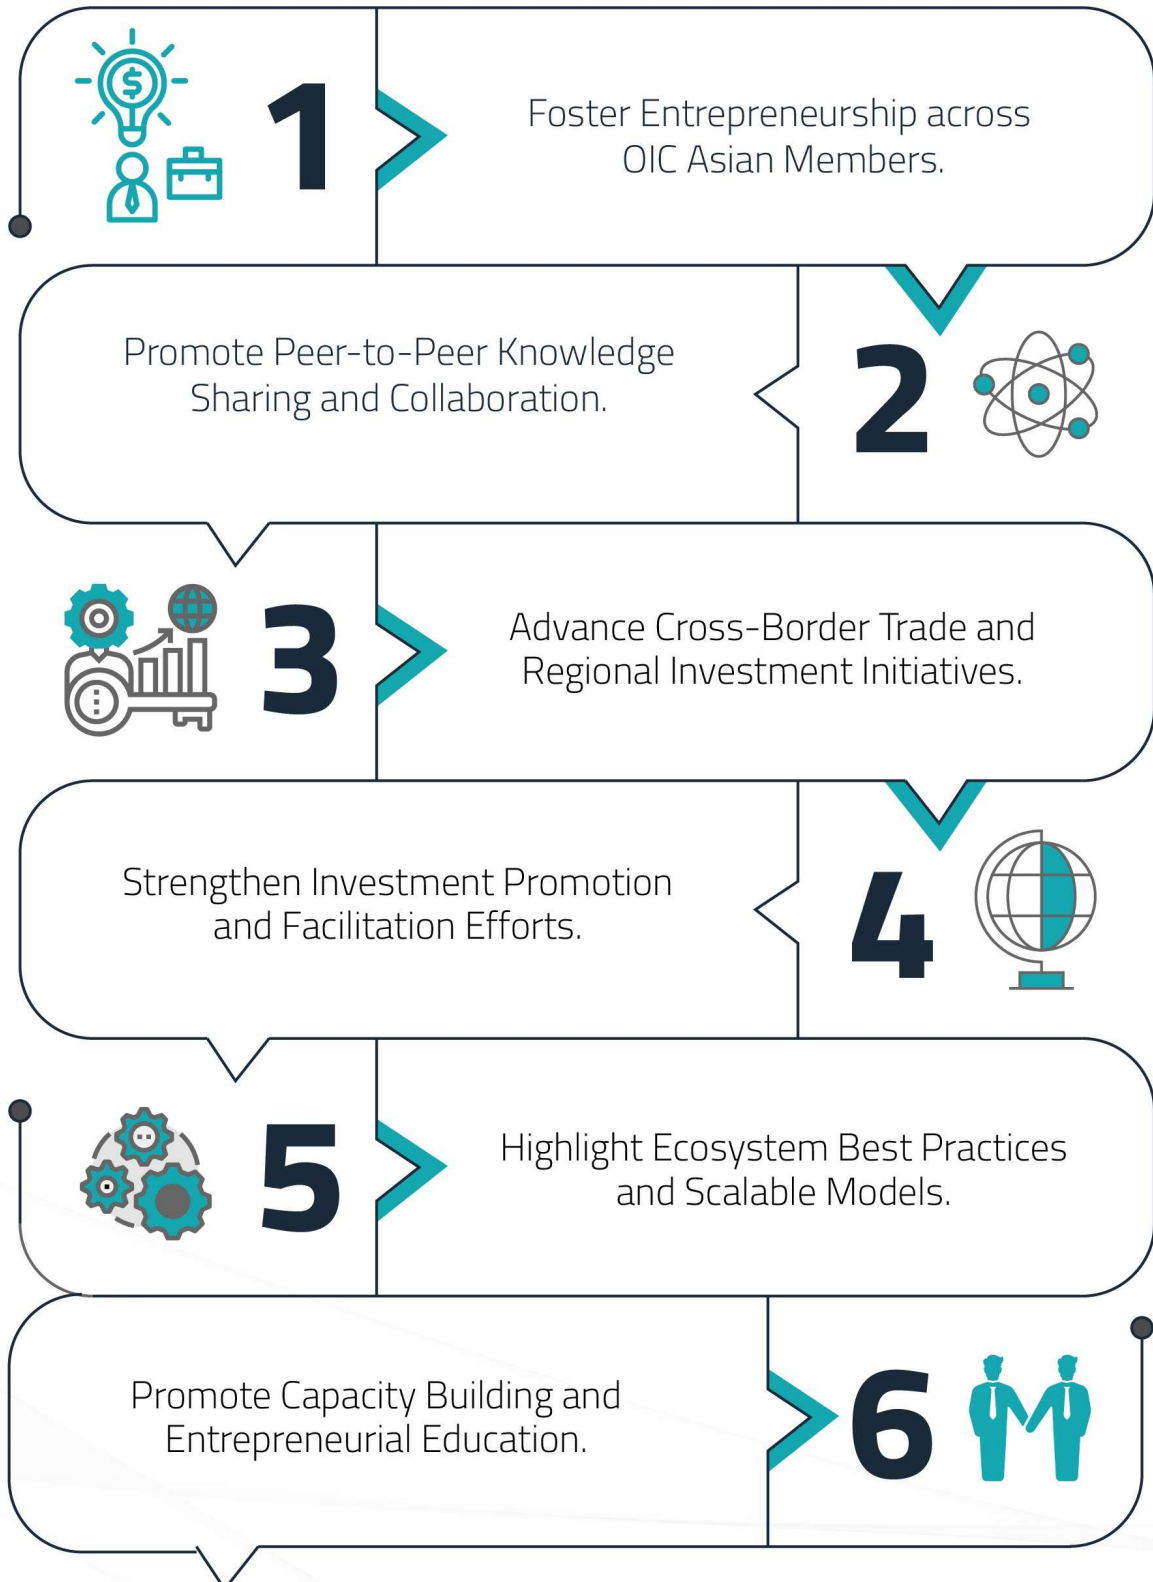 1
Foster Entrepreneurship across
OIC Asian Members.
Promote Peer-to-Peer Knowledge
Sharing and Collaboration.
2
3
Advance Cross-Border Trade and
Regional Investment Initiatives.
Strengthen Investment Promotion
and Facilitation Efforts.
4
5
Highlight Ecosystem Best Practices
and Scalable Models.
Promote Capacity Building and
Entrepreneurial Education.
6